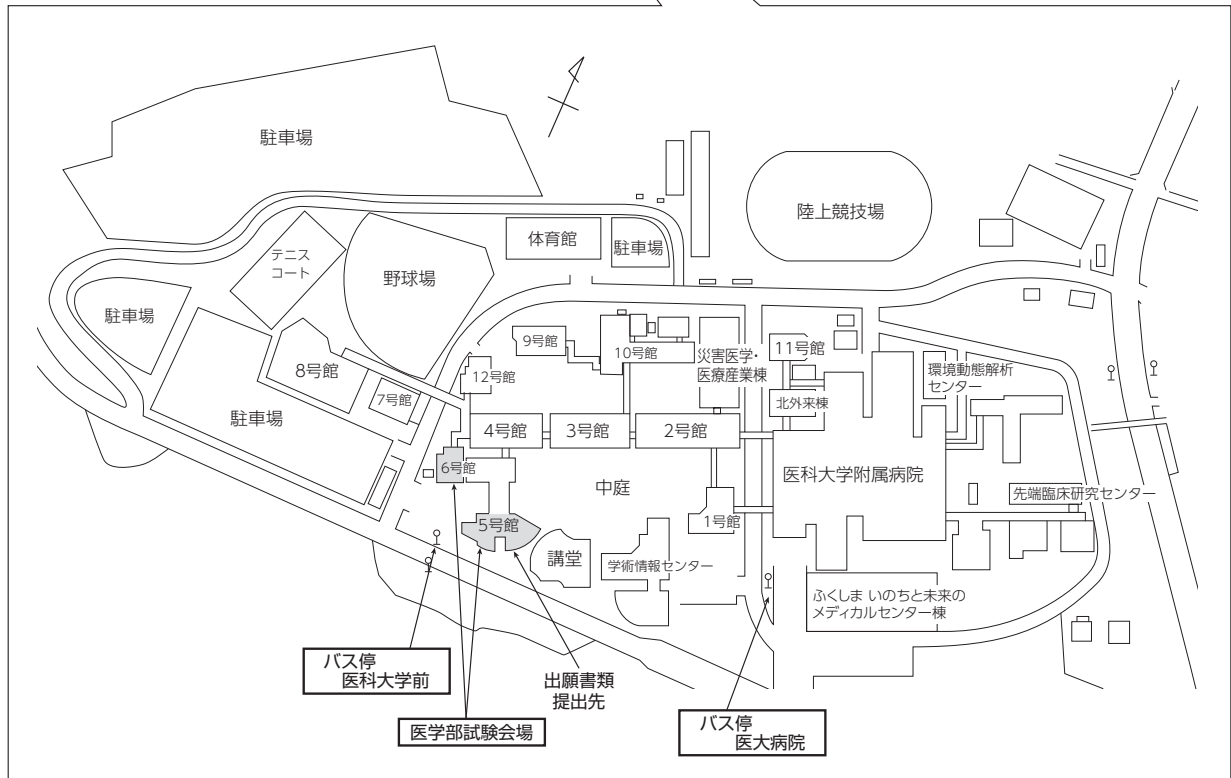 駐車場
陸上競技場
体育館
駐車場
テニス
コート
野球場
駐車場
9号館
10号館
災害医学・
医療産業棟
11号館
環境動態解析
センター
8号館
12号館
7号館
北外来棟
駐車場
4号館
3号館
2号館
6号館
中庭
医科大学附属病院
先端臨床研究センター
5号館
1号館
講堂
学術情報センター
ふくしま いのちと未来の
メディカルセンター棟
バス停
医科大学前
出願書類
提出先
医学部試験会場
バス停
医大病院